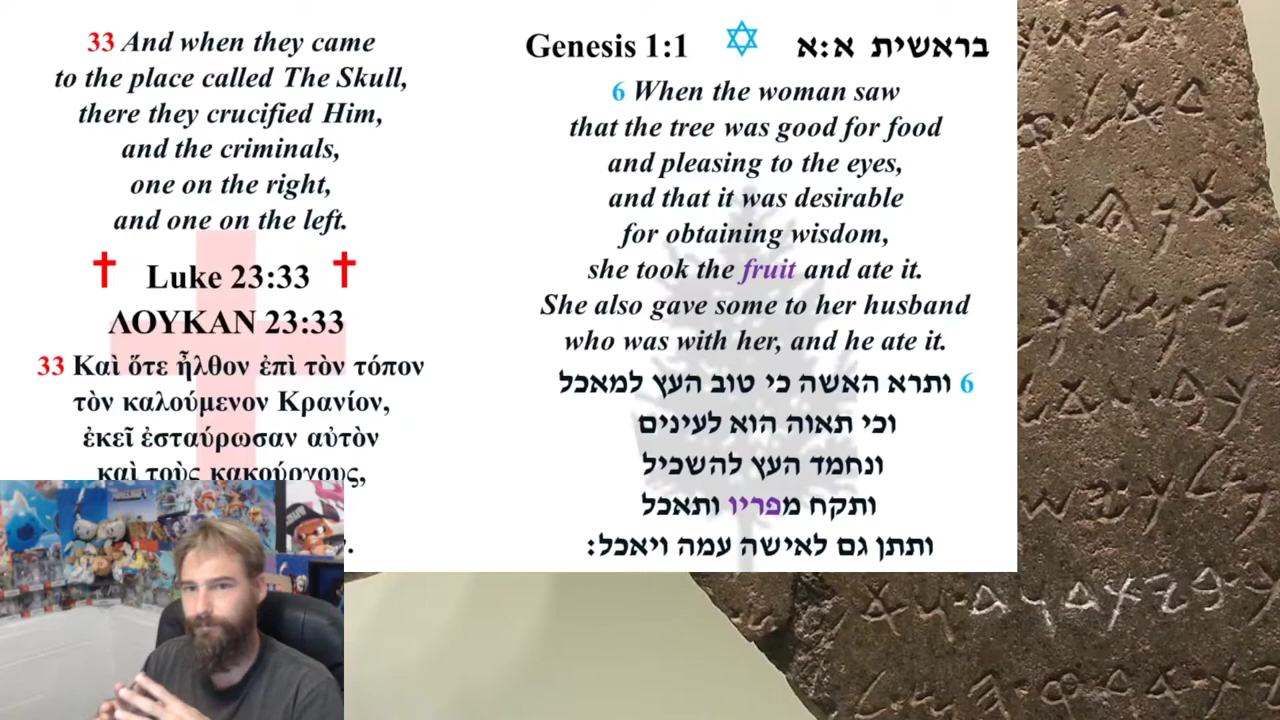 33 And when they came
to the place called The Skull,
there they crucified Him,
and the criminals,
one on the right,
and one on the left.
✝ Luke 23:33 ✝
ΛΟΥΚΑΝ 23:33
33 Καὶ ὅτε ἦλθον ἐπὶ τὸν τόπον
τὸν καλούμενον Κρανίον,
ἐκεῖ ἐσταύρωσαν αὐτὸν
καὶ τοὺς κακούργους,
Genesis 1:1 ✡ בראשית א:א
6 When the woman saw
that the tree was good for food
and pleasing to the eyes,
and that it was desirable
for obtaining wisdom,
she took the fruit and ate it.
She also gave some to her husband
who was with her, and he ate it.
6 ותרא האשה כי טוב העץ למאכל
וכי תאוה הוא לעינים
ונחמד העץ להשכיל
ותקח מפריו ותאכל
ותתן גם לאישה עמה ויאכל: